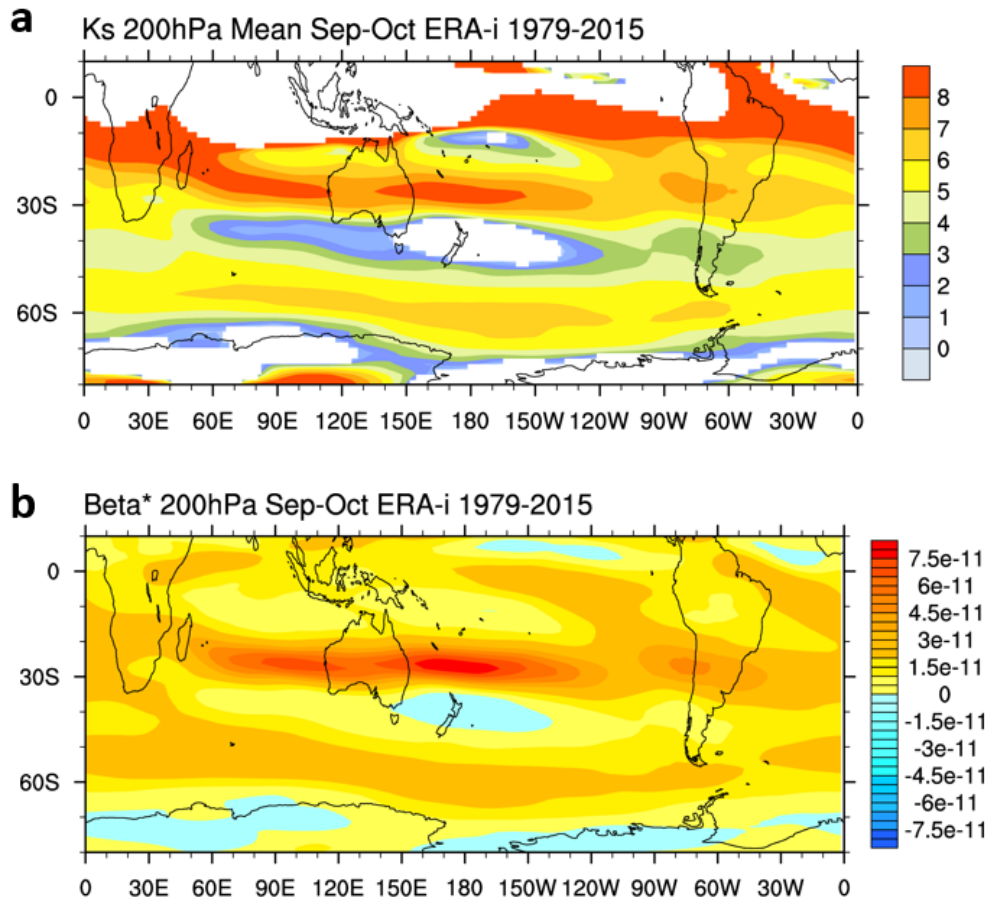 a
Ks 200hPa Mean Sep-Oct ERA-i 1979-2015
0
30S
60S
0 30E 60E 90E 120E 150E 180 150W 120W 90W 60W 30W 0
8
7
6
5
4
3
2
1
0
b
Beta* 200hPa Sep-Oct ERA-i 1979-2015
0
30S
60S
0 30E 60E 90E 120E 150E 180 150W 120W 90W 60W 30W 0
7.5e-11
6e-11
4.5e-11
3e-11
1.5e-11
0
-1.5e-11
-3e-11
-4.5e-11
-6e-11
-7.5e-11